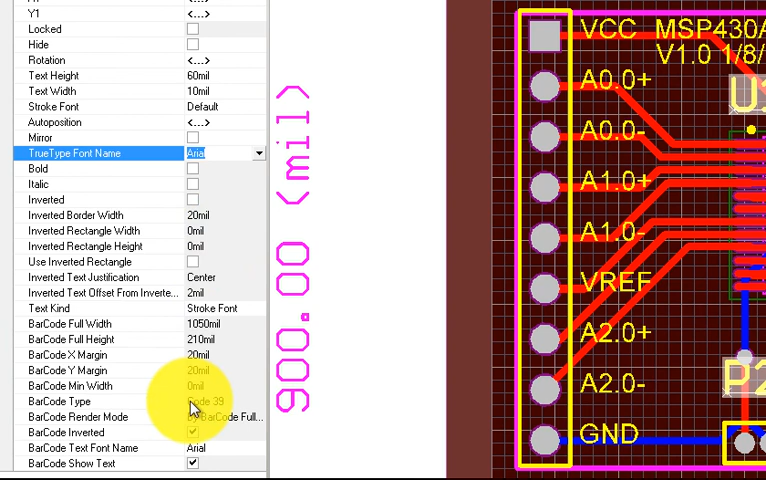 Y1 <...>
Locked
Hide
Rotation <...>
Text Height 60mil
Text Width 10mil
Stroke Font Default
Autoposition <...>
Mirror
TrueType Font Name Arial
Bold
Italic
Inverted
Inverted Border Width 20mil
Inverted Rectangle Width 0mil
Inverted Rectangle Height 0mil
Use Inverted Rectangle
Inverted Text Justification Center
Inverted Text Offset From Inverte... 2mil
Text Kind Stroke Font
BarCode Full Width 1050mil
BarCode Full Height 210mil
BarCode X Margin 20mil
BarCode Y Margin 20mil
BarCode Min Width 0mil
BarCode Type Code 39
BarCode Render Mode By BarCode Full...
BarCode Inverted
BarCode Text Font Name Arial
BarCode Show Text
900.00 (mil)
VCC
A0.0+
A0.0-
A1.0+
A1.0-
VREF
A2.0+
A2.0-
GND
MSP430A
V1.0 1/8/
P2